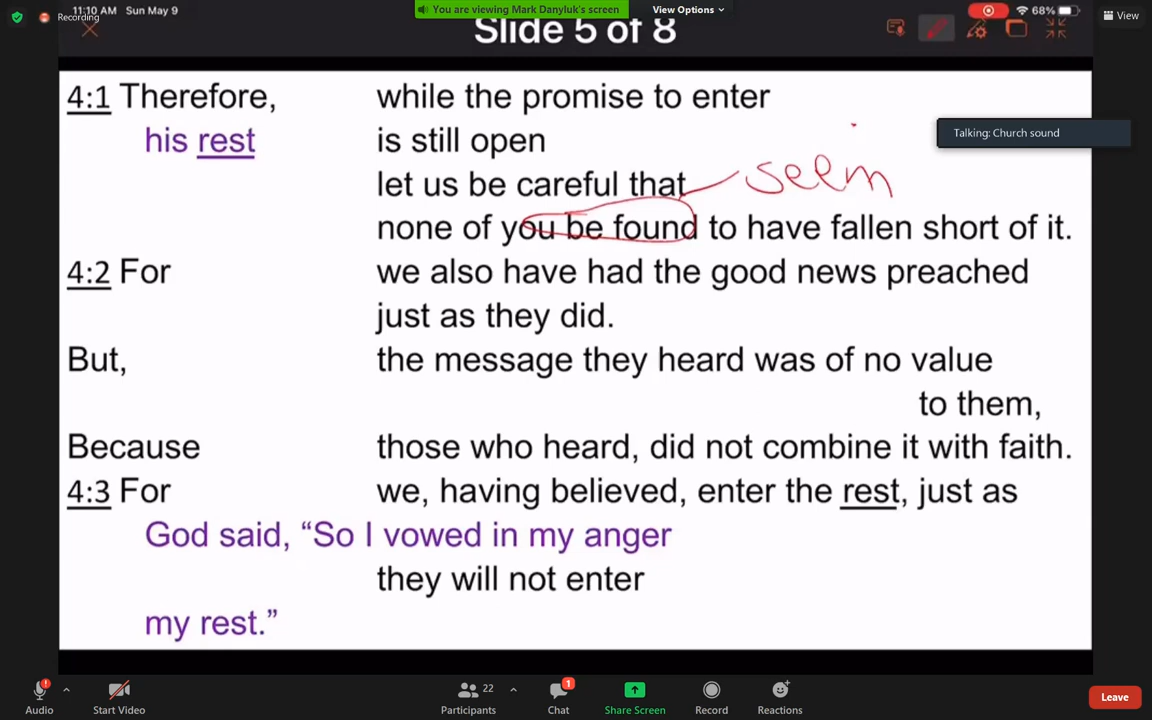 11:10 AM Sun May 9
Recording
You are viewing Mark Danyluk's screen
View Options
68%
View
Slide 5 of 8
Talking: Church sound
4:1 Therefore, while the promise to enter
his rest is still open
let us be careful that
seem
none of you be found to have fallen short of it.
4:2 For we also have had the good news preached
just as they did.
But, the message they heard was of no value
to them,
Because those who heard, did not combine it with faith.
4:3 For we, having believed, enter the rest, just as
God said, “So I vowed in my anger
they will not enter
my rest.”
22
1
Audio
Start Video
Participants
Chat
Share Screen
Record
Reactions
Leave